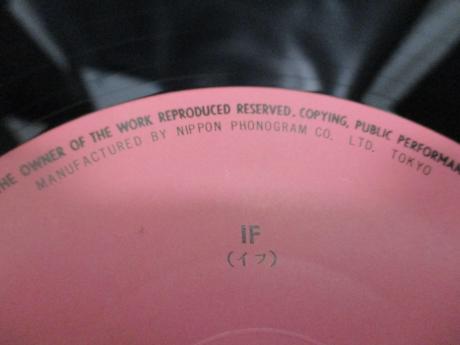 THE OWNER OF THE WORK REPRODUCED RESERVED. COPYING, PUBLIC
MANUFACTURED BY NIPPON PHONOGRAM CO. LTD. TOKYO
IF
(イフ)